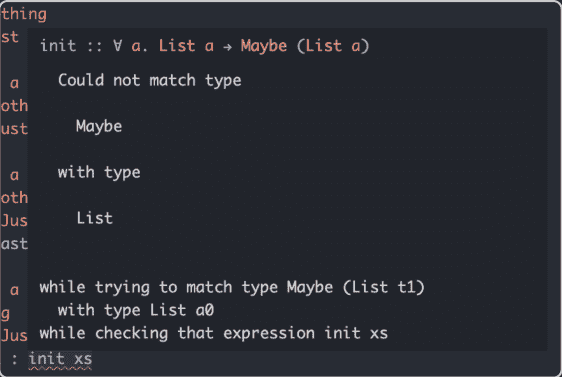 thing
st
init :: ∀ a. List a → Maybe (List a)
Could not match type
a
oth
Maybe
ust
with type
a
oth
List
Jus
ast
while trying to match type Maybe (List t1)
a
with type List a0
g
while checking that expression init xs
Jus
: init xs